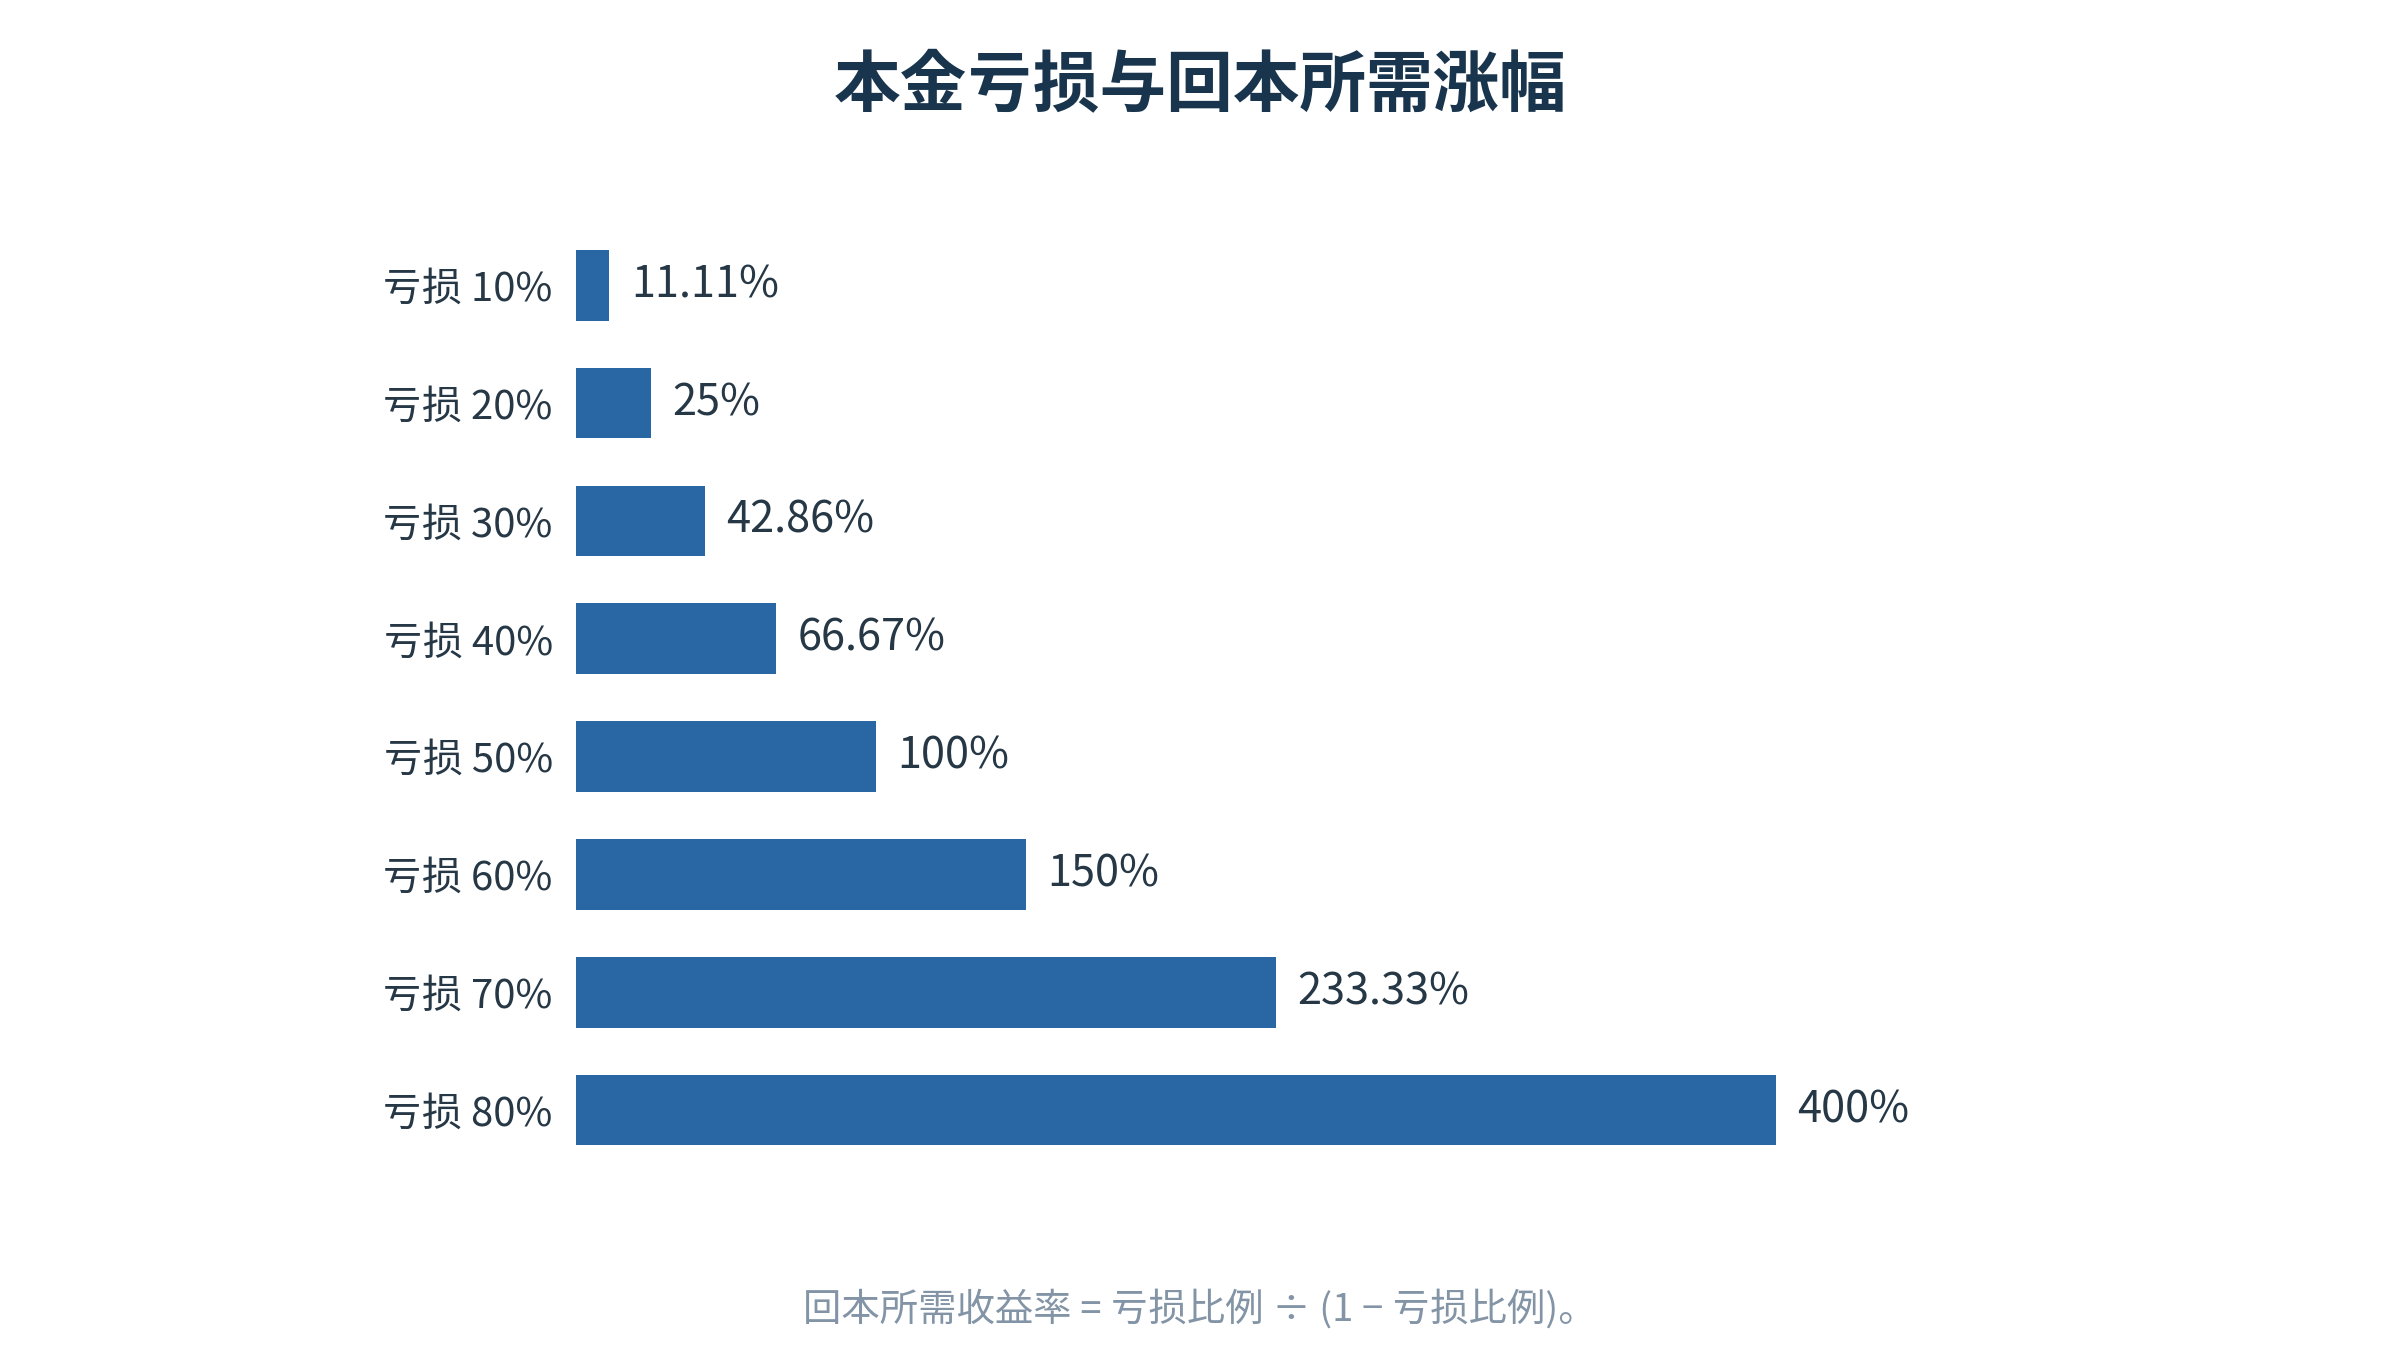 本金亏损与回本所需涨幅
亏损 10% 11.11%
亏损 20% 25%
亏损 30% 42.86%
亏损 40% 66.67%
亏损 50% 100%
亏损 60% 150%
亏损 70% 233.33%
亏损 80% 400%
回本所需收益率 = 亏损比例 ÷ (1 − 亏损比例)。